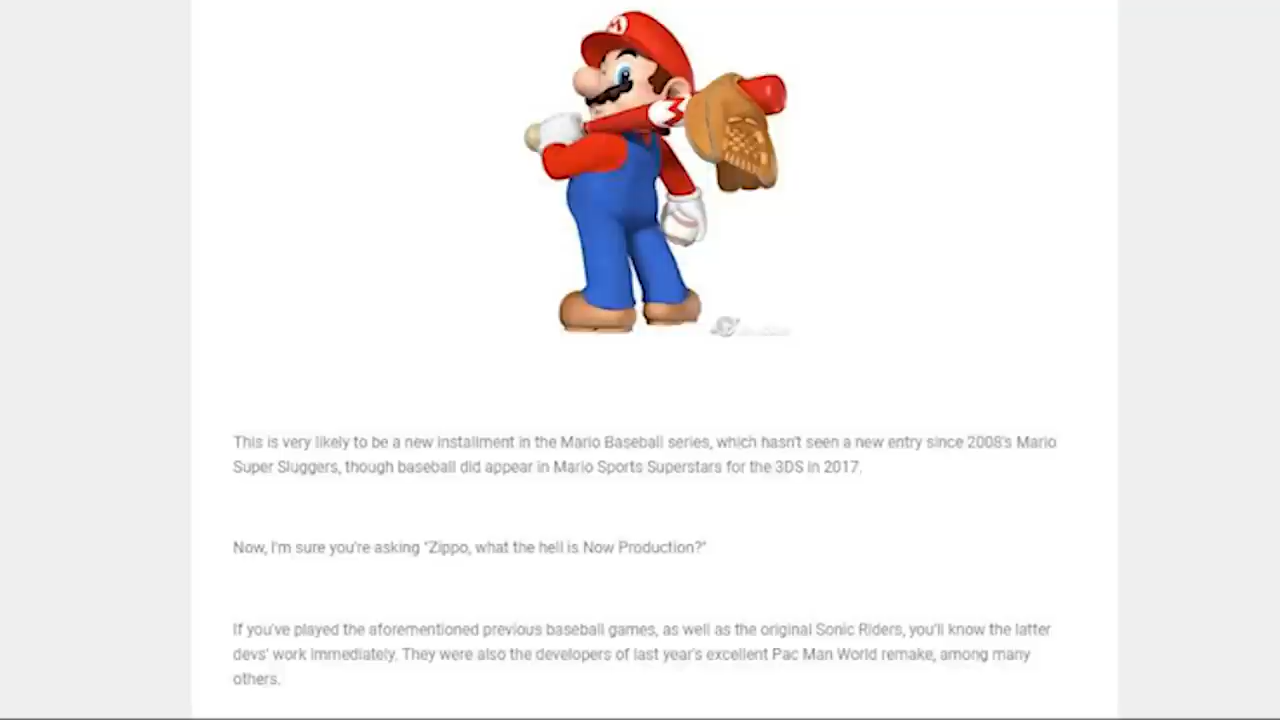 M
This is very likely to be a new installment in the Mario Baseball series, which hasn't seen a new entry since 2008's Mario
Super Sluggers, though baseball did appear in Mario Sports Superstars for the 3DS in 2017.
Now, I'm sure you're asking "Zippo, what the hell is Now Production?"
If you've played the aforementioned previous baseball games, as well as the original Sonic Riders, you'll know the latter
devs' work immediately. They were also the developers of last year's excellent Pac Man World remake, among many
others.